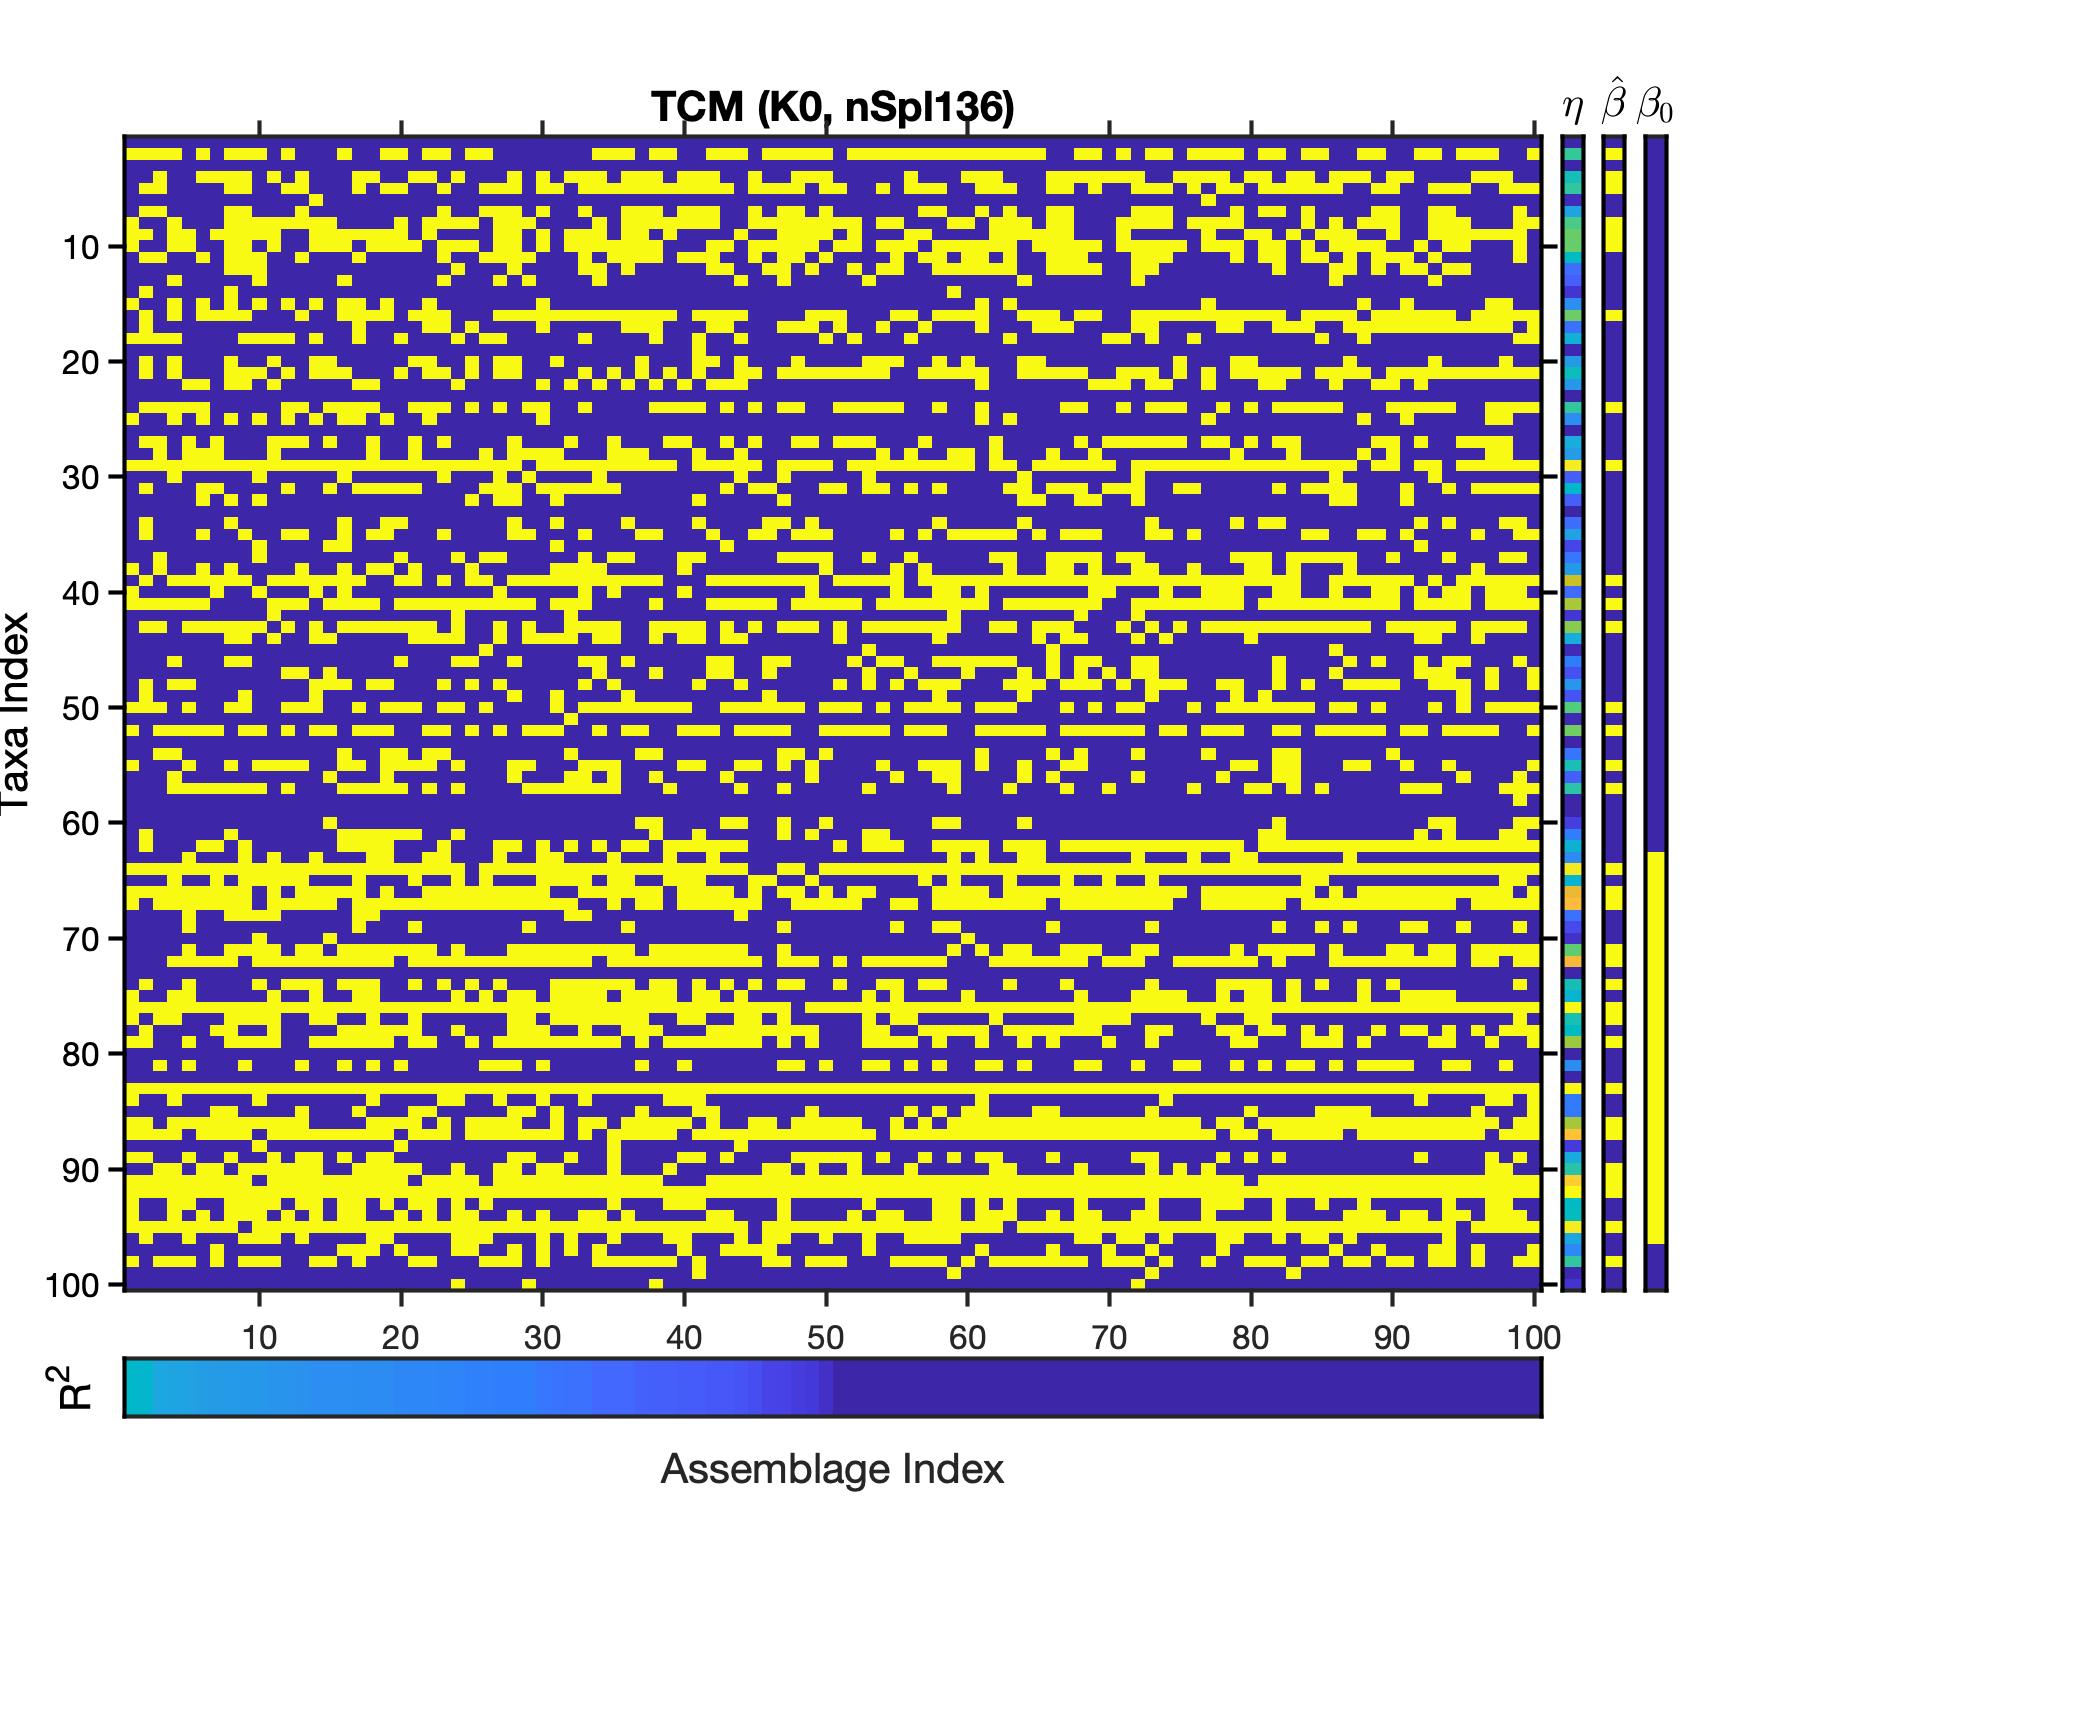 TCM (K0, nSpl136)
η β̂ β₀
10
20
30
40
50
60
70
80
90
100
Taxa Index
10 20 30 40 50 60 70 80 90 100
R²
Assemblage Index